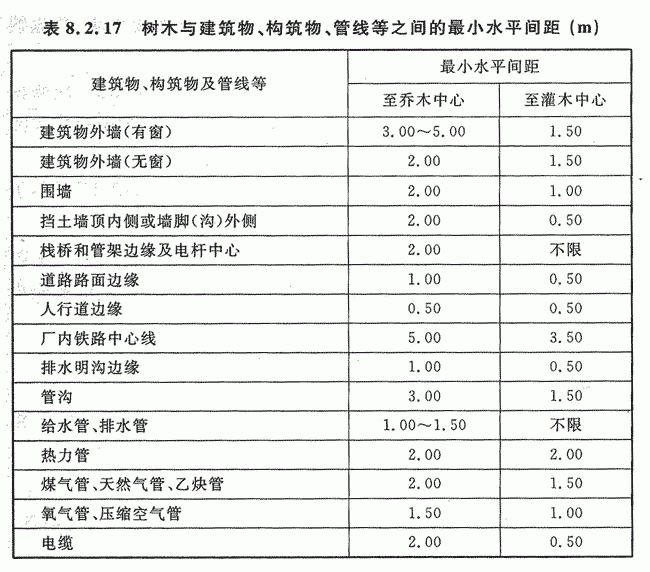 表8.2.17 树木与建筑物、构筑物、管线等之间的最小水平间距(m)
建筑物、构筑物及管线等 最小水平间距
至乔木中心 至灌木中心
建筑物外墙(有窗) 3.00～5.00 1.50
建筑物外墙(无窗) 2.00 1.50
围墙 2.00 1.00
挡土墙顶内侧或墙脚(沟)外侧 2.00 0.50
栈桥和管架边缘及电杆中心 2.00 不限
道路路面边缘 1.00 0.50
人行道边缘 0.50 0.50
厂内铁路中心线 5.00 3.50
排水明沟边缘 1.00 0.50
管沟 3.00 1.50
给水管、排水管 1.00～1.50 不限
热力管 2.00 2.00
煤气管、天然气管、乙炔管 2.00 1.50
氧气管、压缩空气管 1.50 1.00
电缆 2.00 0.50